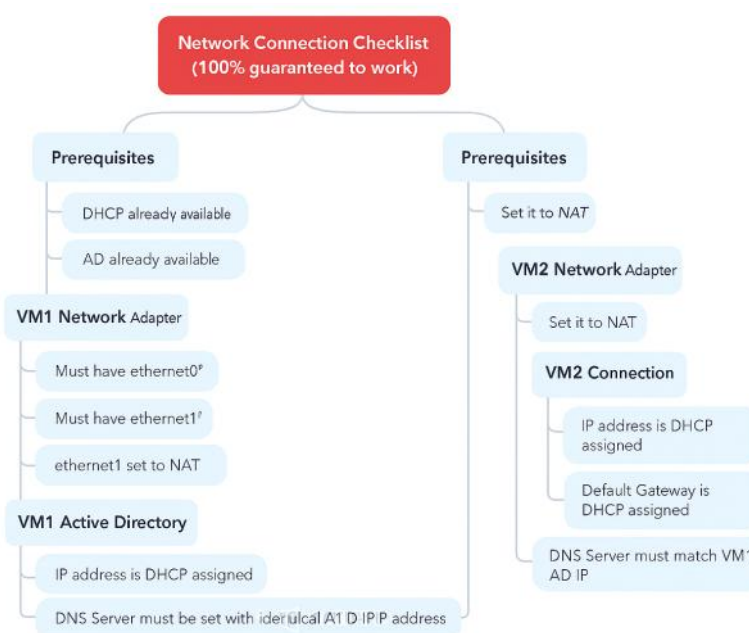 Network Connection Checklist
(100% guaranteed to work)
Prerequisites
DHCP already available
AD already available
VM1 Network Adapter
Must have ethernet0
Must have ethernet1
ethernet1 set to NAT
VM1 Active Directory
IP address is DHCP assigned
DNS Server must be set with A1 D IP P address
Prerequisites
Set it to NAT
VM2 Network Adapter
Set it to NAT
VM2 Connection
IP address is DHCP
assigned
Default Gateway is
DHCP assigned
DNS Server must match VM1
AD IP